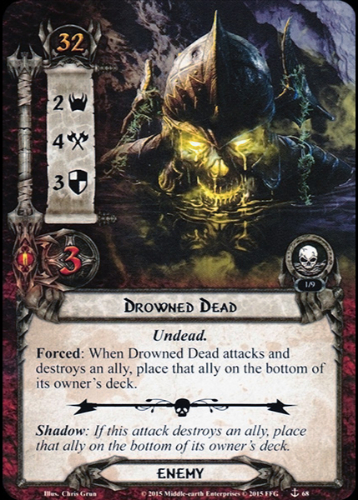 32
2
4
3
3
1/9
Drowned Dead
Undead.
Forced: When Drowned Dead attacks and
destroys an ally, place that ally on the bottom of
its owner's deck.
Shadow: If this attack destroys an ally, place
that ally on the bottom of its owner's deck.
ENEMY
Illus. Chris Grun © 2015 Middle-earth Enterprises © 2015 FFG 68